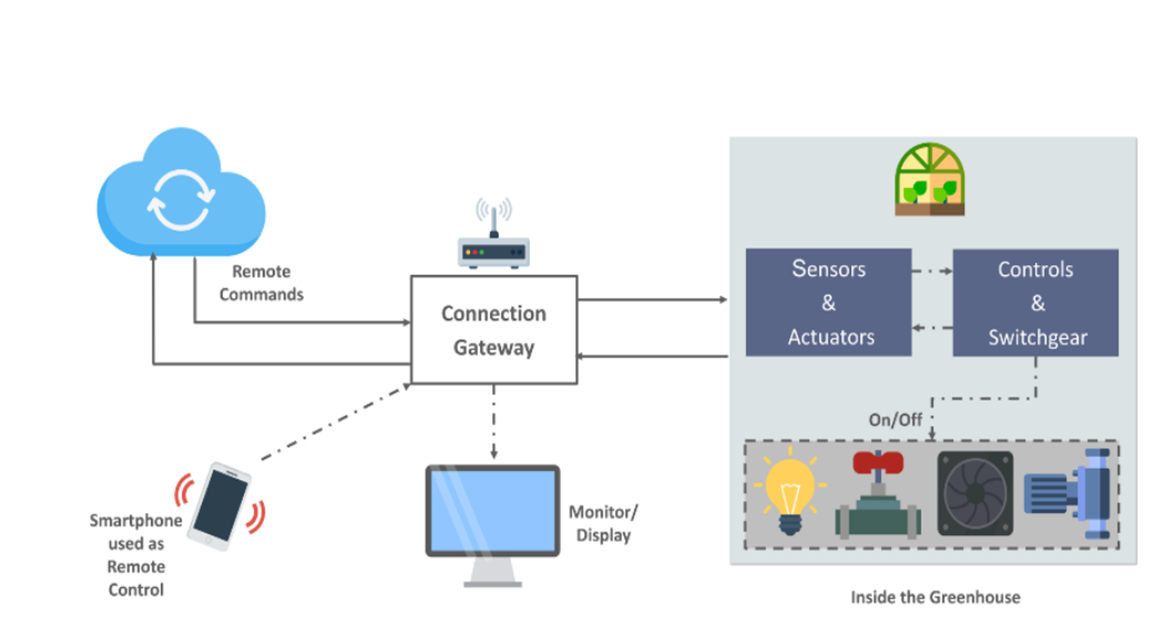 Remote
Commands
Connection
Gateway
Sensors
&
Actuators
Controls
&
Switchgear
On/Off
Smartphone
used as
Remote
Control
Monitor/
Display
Inside the Greenhouse